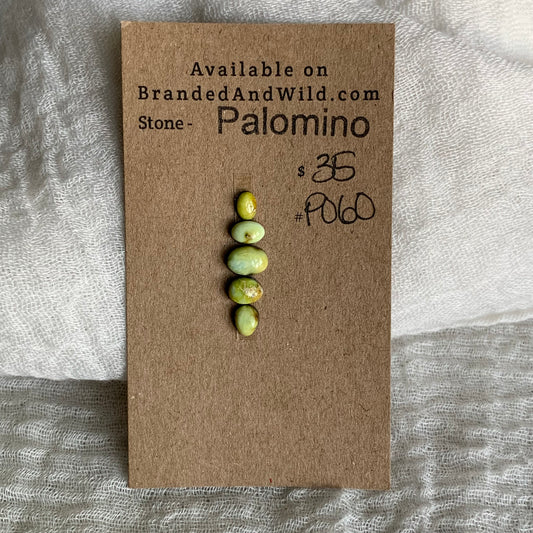 Available on
BrandedAndWild.com
Stone- Palomino
$ 35
#P060